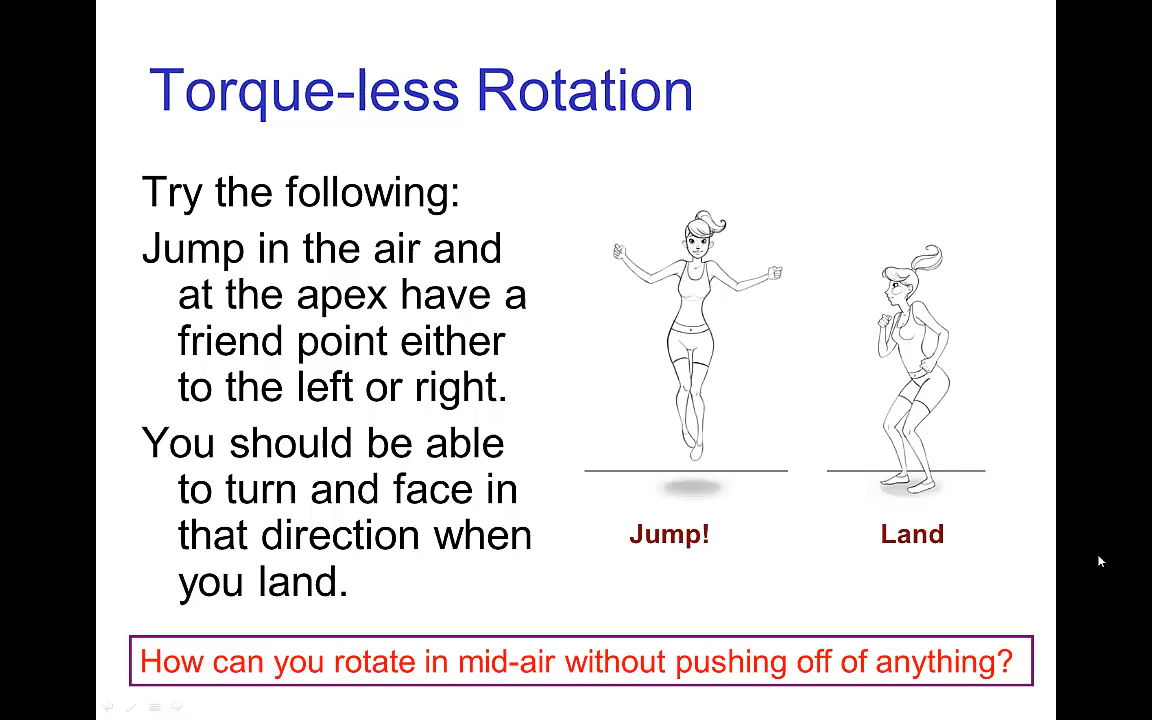 Torque-less Rotation
Try the following:
Jump in the air and
at the apex have a
friend point either
to the left or right.
You should be able
to turn and face in
that direction when
you land.
Jump!
Land
How can you rotate in mid-air without pushing off of anything?